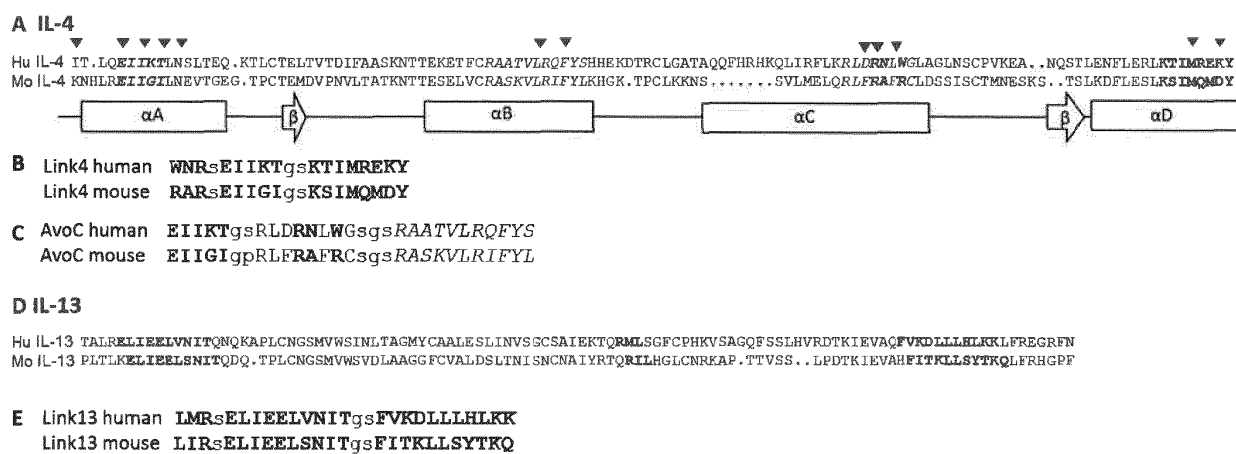 A IL-4
Hu IL-4 IT.LQEIIKTLNSLTEQ.KTLCTELTVTDIFAASKNTTEKETFCRAATVLRQFYSHHEKDTRCLGATAQQFHRHKQLIRFLKRLDRNLWGLAGLNSCPVKEA..NQSTLENFLERLKTIMREKY
Mo IL-4 KNHLREIIGILNEVTGEG.TPCTEMDVPNVLTATKNTTESELVCRASKVLRIFYLKHGK.TPCLKKNS.......SVLMELQRLFRAFRCLDSSISCTMNESKS..TSLKDFLESLKSIMQMDY
αA β αB αC β αD
B Link4 human WNRsEIIKTgsKTIMREKY
Link4 mouse RARsEIIGIgsKSIMQMDY
C AvoC human EIIKTgsRLDRNLWGsgsRAATVLRQFYS
AvoC mouse EIIGIgpRLFRAFRCsgsRASKVLRIFYL
D IL-13
Hu IL-13 TALRELIEELVNITQNQKAPLCNGSMVWSINLTAGMYCAALESLINVSGCSAIEKTQRMLSGFCPHKVSAGQFSSLHVRDTKIEVAQFVKDLLLHLKKLFREGRFN
Mo IL-13 PLTLKELIEELSNITQDQ.TPLCNGSMVWSVDLAAGGFCVALDSLTNISNCNAIYRTQRILHGLCNRKAP.TTVSS..LPDTKIEVAHFITKLLSYTKQLFRHGPF
E Link13 human LMRsELIEELVNITgsFVKDLLLHLKK
Link13 mouse LIRsELIEELSNITgsFITKLLSYTKQ